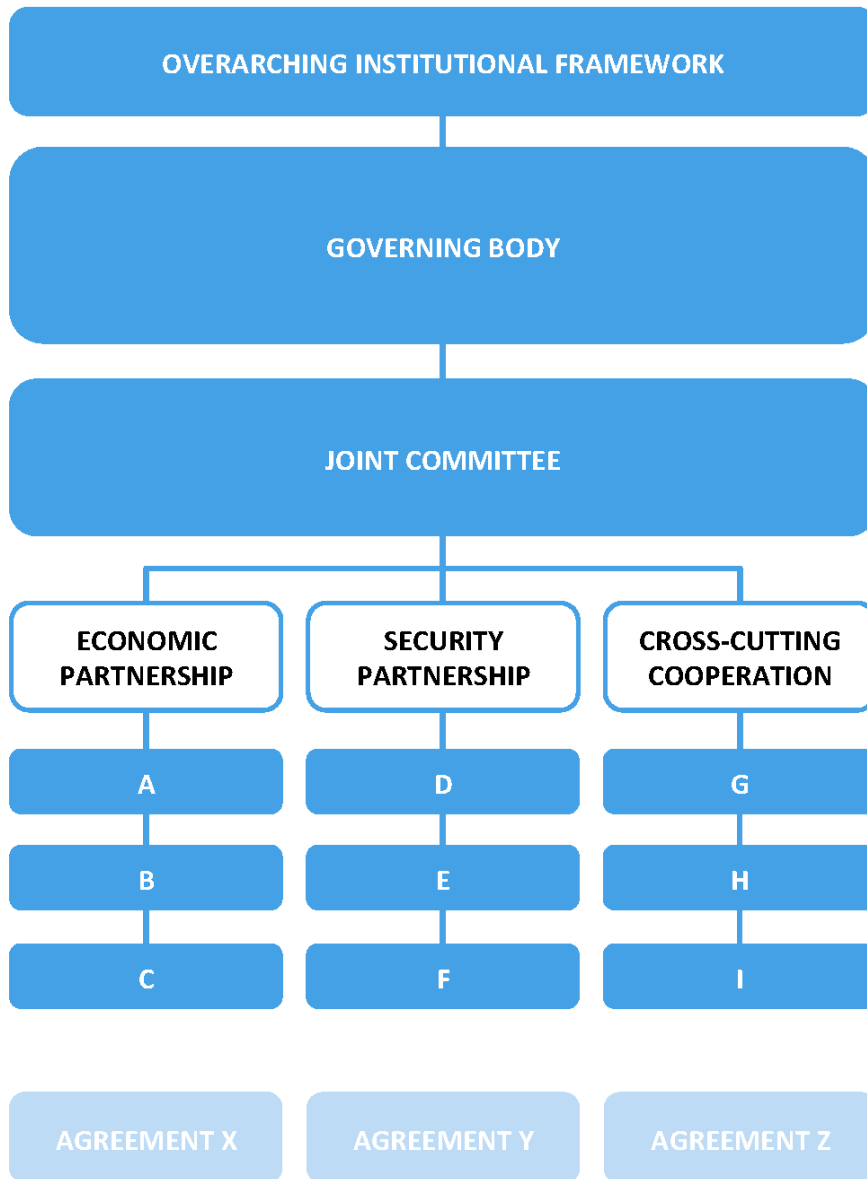 OVERARCHING INSTITUTIONAL FRAMEWORK
GOVERNING BODY
JOINT COMMITTEE
ECONOMIC
PARTNERSHIP
SECURITY
PARTNERSHIP
CROSS-CUTTING
COOPERATION
A
D
G
B
E
H
C
F
I
AGREEMENT X
AGREEMENT Y
AGREEMENT Z